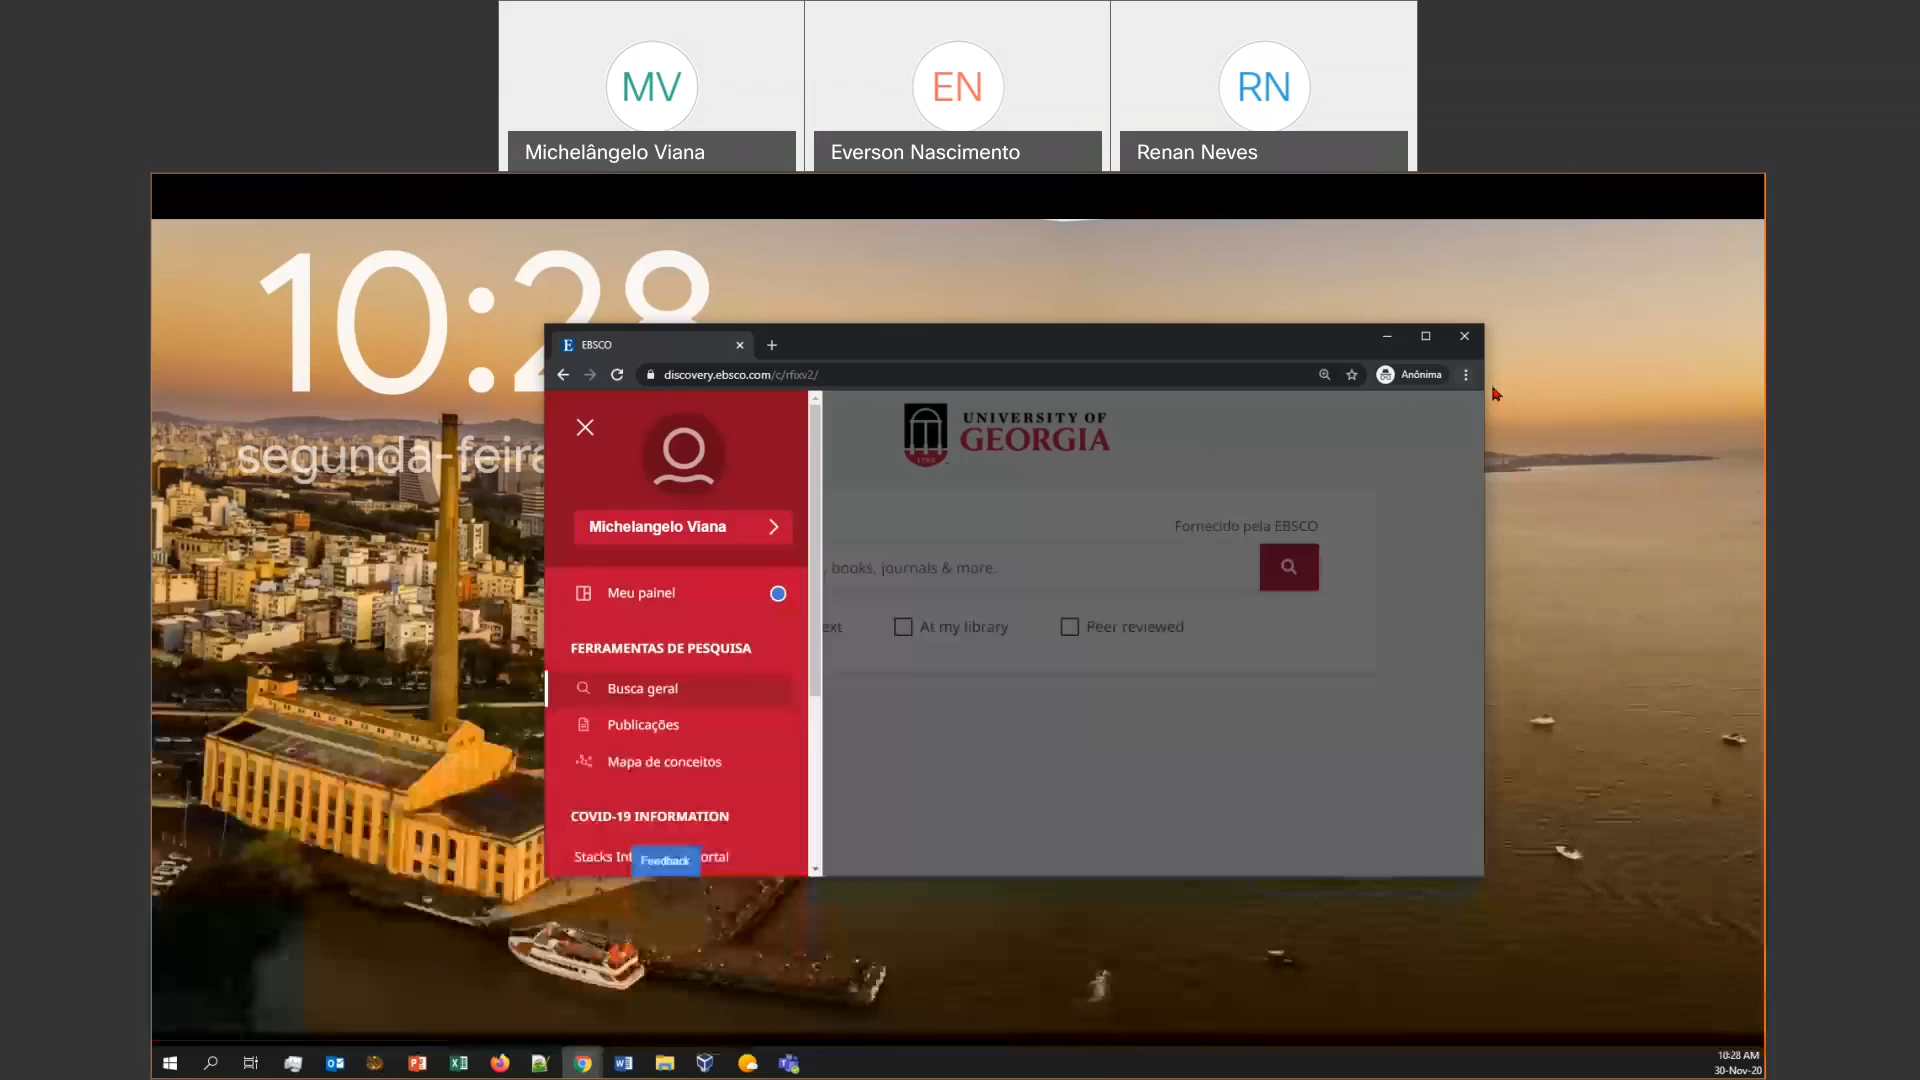 MV
EN
RN
Michelângelo Viana
Everson Nascimento
Renan Neves
10:28
segunda-feira
EBSCO
discovery.ebsco.com/c/rfixv2/
Anônima
UNIVERSITY OF
GEORGIA
1785
Michelangelo Viana
Fornecido pela EBSCO
books, journals & more.
Meu painel
ext
At my library
Peer reviewed
FERRAMENTAS DE PESQUISA
Busca geral
Publicações
Mapa de conceitos
COVID-19 INFORMATION
Stacks Int
ortal
Feedback
10:28 AM
30-Nov-20